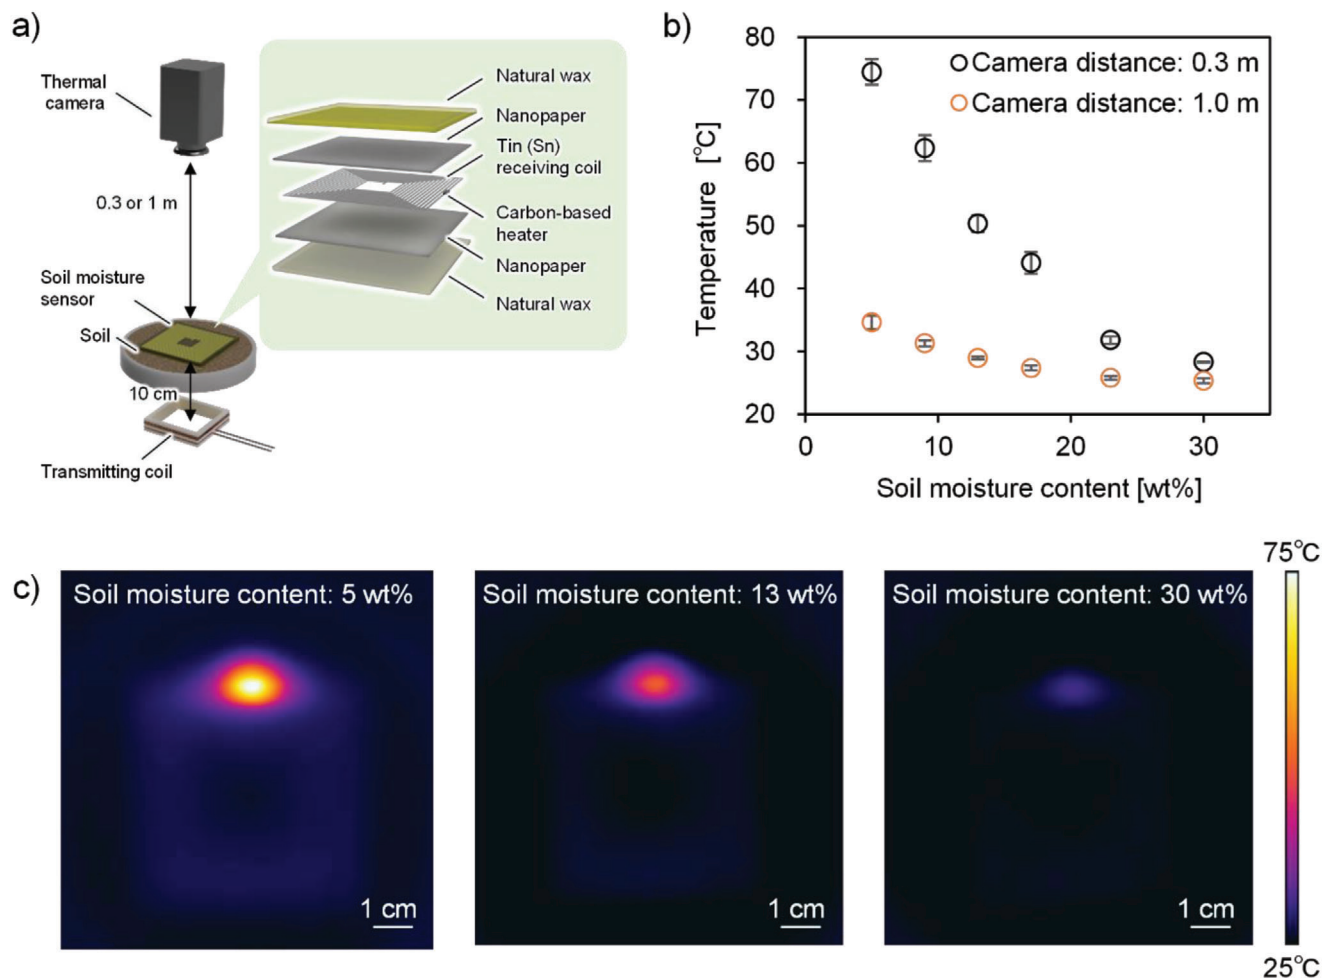 a)
Thermal
camera
0.3 or 1 m
Soil moisture
sensor
Soil
10 cm
Transmitting coil
Natural wax
Nanopaper
Tin (Sn)
receiving coil
Carbon-based
heater
Nanopaper
Natural wax
b)
Camera distance: 0.3 m
Camera distance: 1.0 m
Temperature [℃]
80
70
60
50
40
30
20
0 10 20 30
Soil moisture content [wt%]
c)
Soil moisture content: 5 wt%
1 cm
Soil moisture content: 13 wt%
1 cm
Soil moisture content: 30 wt%
1 cm
75℃
25℃